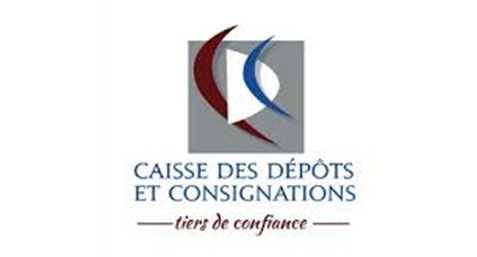 CAISSE DES DÉPÔTS
ET CONSIGNATIONS
tiers de confiance